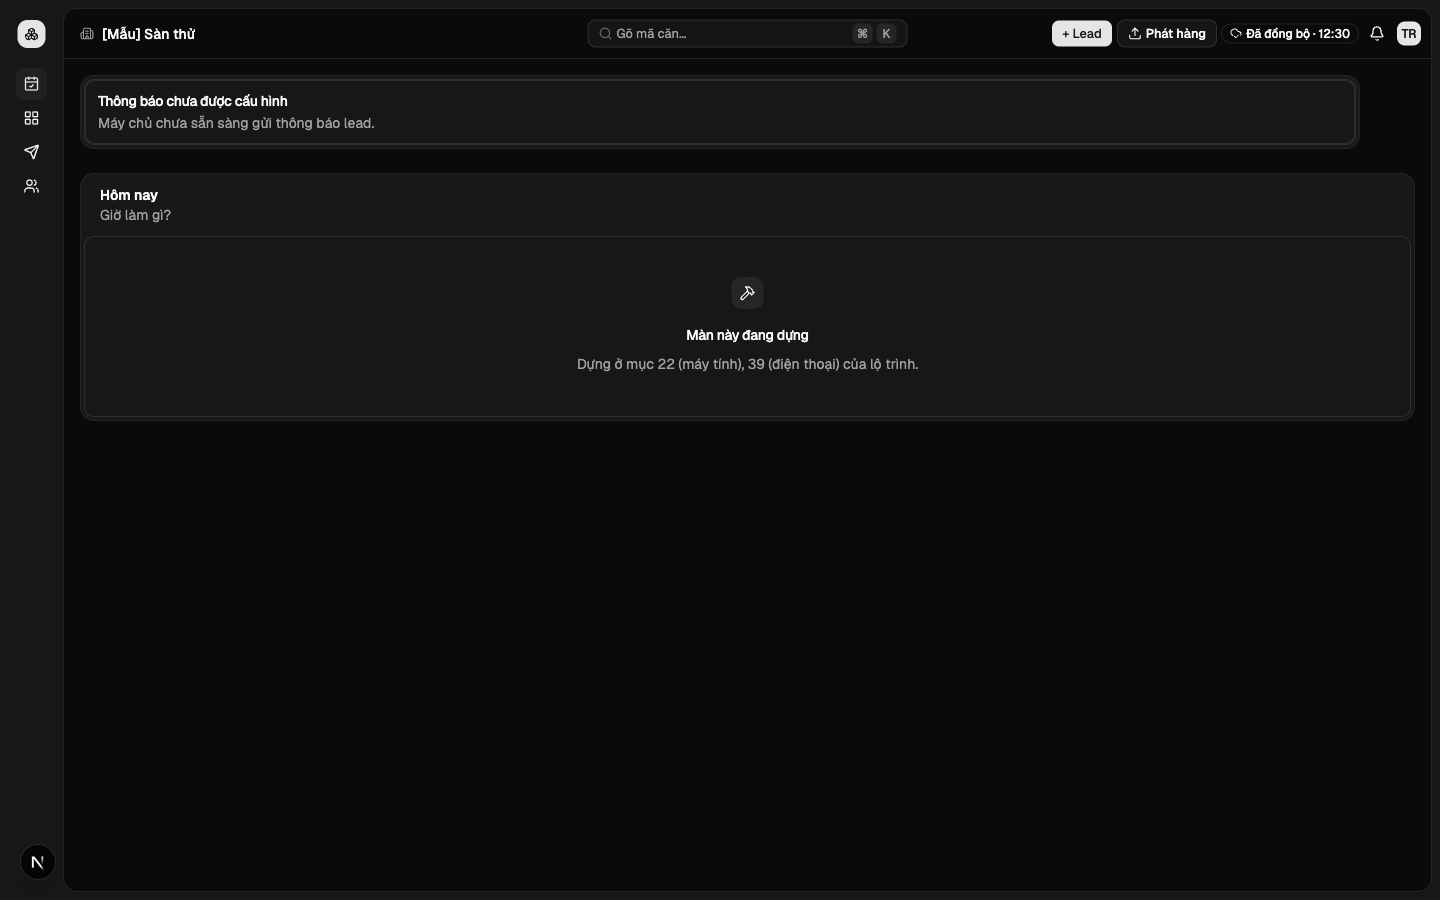 [Mẫu] Sàn thử
Gõ mã căn...
⌘ K
+ Lead
Phát hàng
Đã đồng bộ · 12:30
TR
Thông báo chưa được cấu hình
Máy chủ chưa sẵn sàng gửi thông báo lead.
Hôm nay
Giờ làm gì?
Màn này đang dựng
Dựng ở mục 22 (máy tính), 39 (điện thoại) của lộ trình.
N